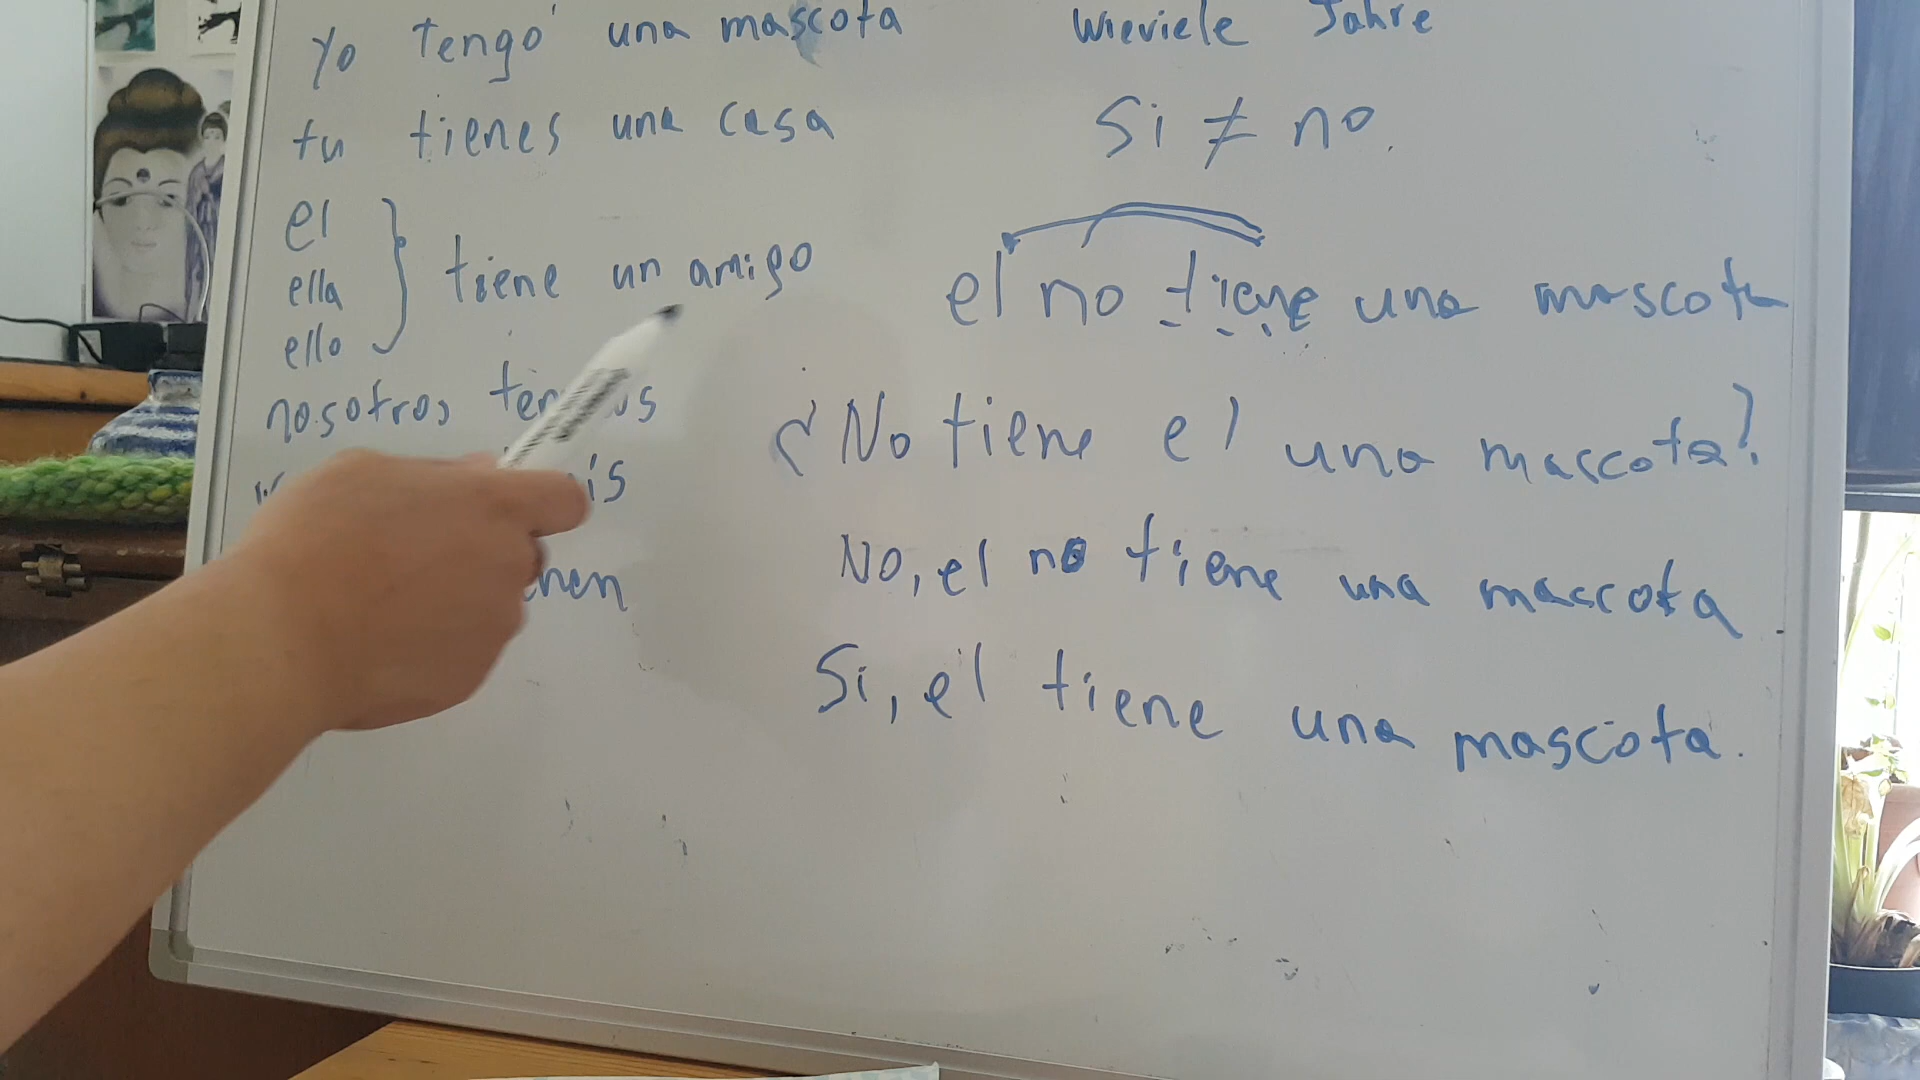 yo tengo una mascota
tu tienes una casa
el
ella
ello
tiene un amigo
nosotros
Wieviele Jahre
Si ≠ no.
el no tiene una mascota
¿No tiene el una mascota?
No, el no tiene una mascota
Si, el tiene una mascota.